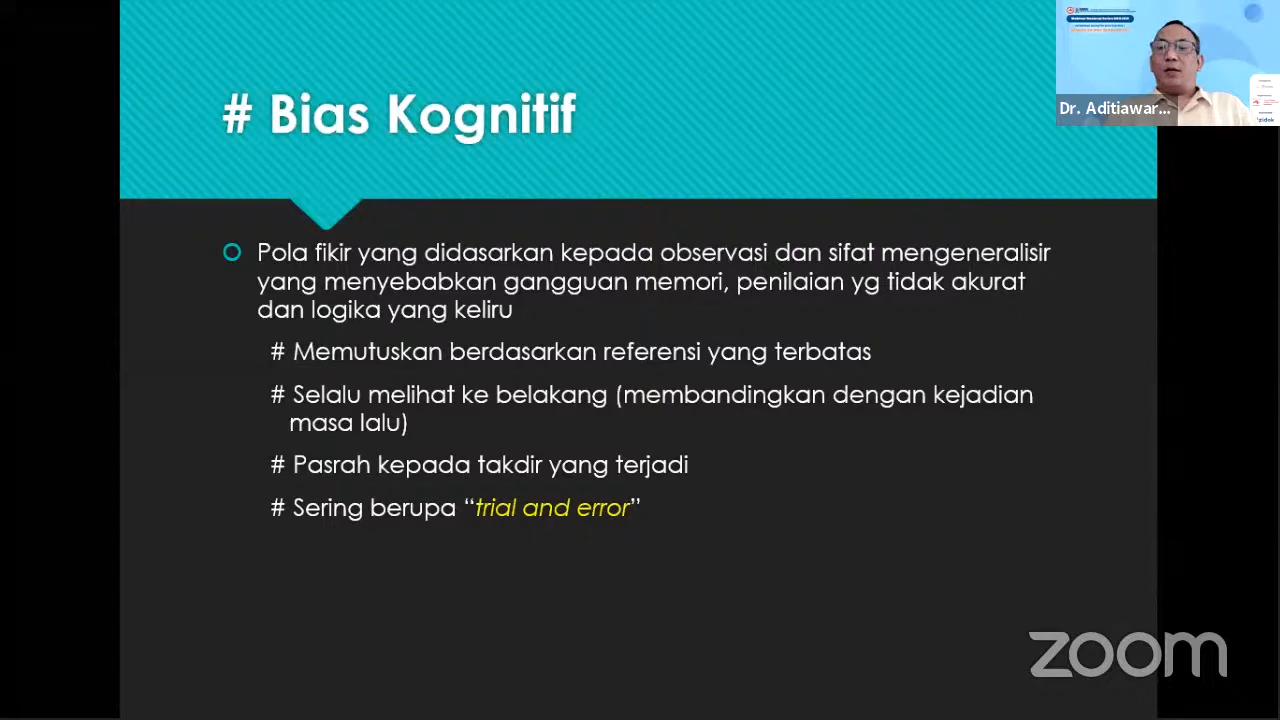 # Bias Kognitif
Dr. Aditiawar...
Pola fikir yang didasarkan kepada observasi dan sifat mengeneralisir
yang menyebabkan gangguan memori, penilaian yg tidak akurat
dan logika yang keliru
# Memutuskan berdasarkan referensi yang terbatas
# Selalu melihat ke belakang (membandingkan dengan kejadian
masa lalu)
# Pasrah kepada takdir yang terjadi
# Sering berupa “trial and error”
zoom